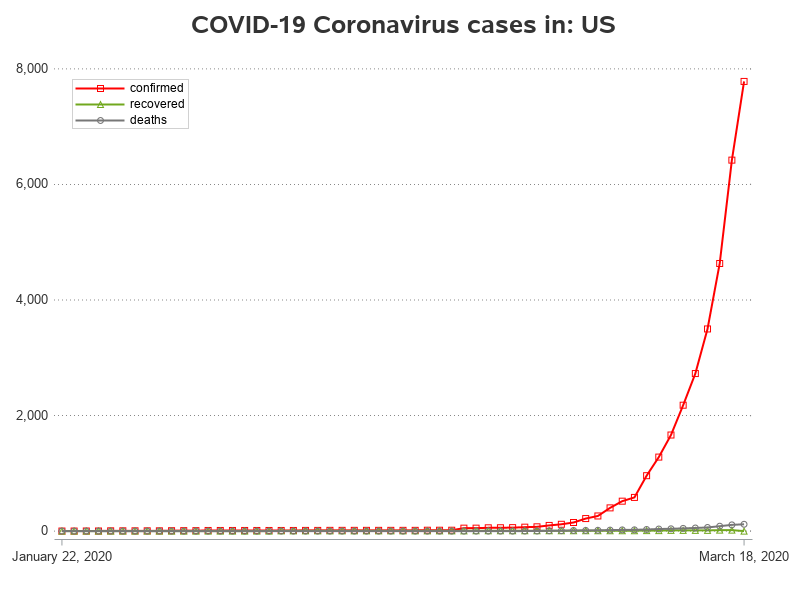 COVID-19 Coronavirus cases in: US
8,000
confirmed
recovered
deaths
6,000
4,000
2,000
0
January 22, 2020
March 18, 2020